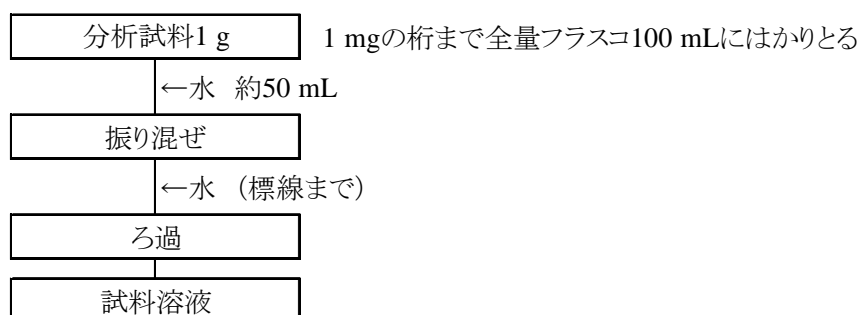 分析試料1 g 1 mgの桁まで全量フラスコ100 mLにはかりとる
←水 約50 mL
振り混ぜ
←水 (標線まで)
ろ過
試料溶液